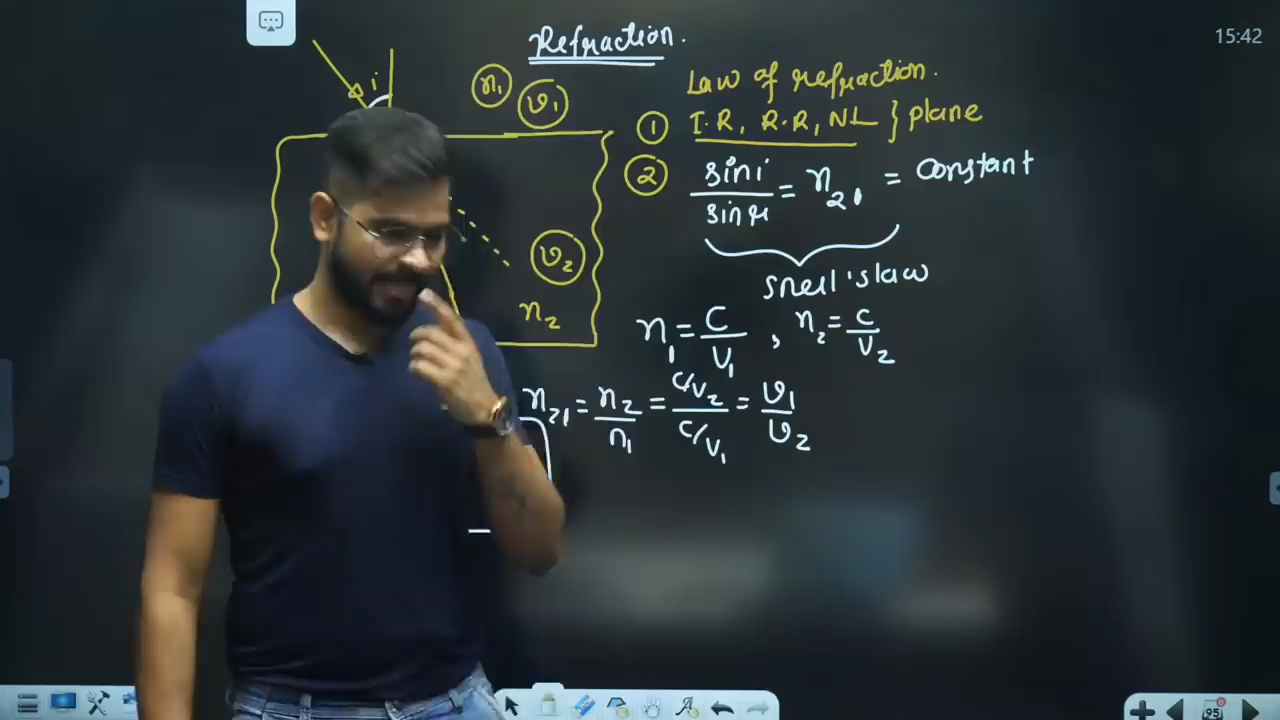 Refraction.
15:42
i
n1
v1
Law of refraction.
1 I.R, R.R, NL } plane
2 sin i / sin r = n21 = constant
v2
snell's law
n2
n1 = C/V1 , n2 = C/V2
n21 = n2/n1 = C/V2 / C/V1 = v1/v2
95